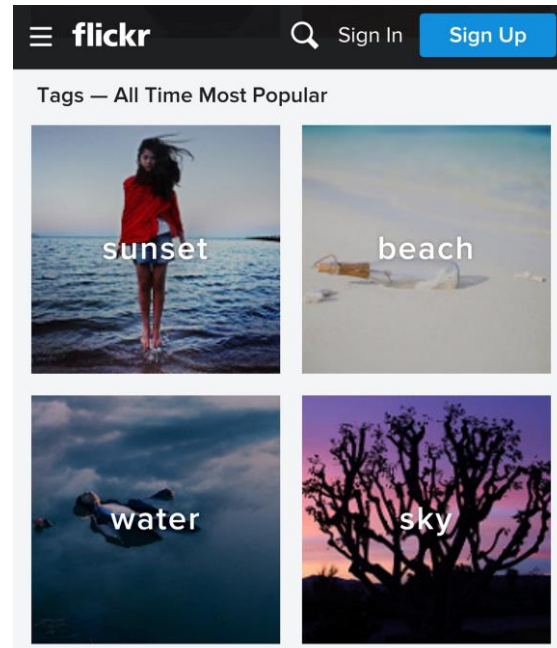 flickr Sign In Sign Up
Tags — All Time Most Popular
sunset beach
water sky